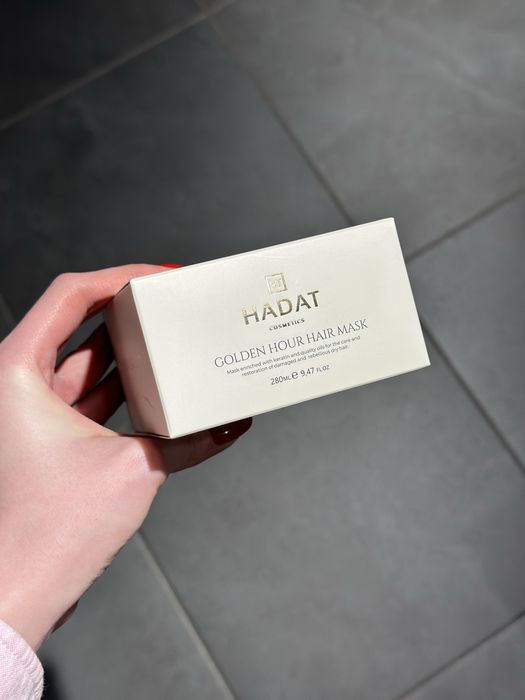 HADAT
COSMETICS
GOLDEN HOUR HAIR MASK
Mask enriched with keratin and quality oils for the care and
restoration of damaged and rebellious dry hair.
280ML ℮ 9,47 FL OZ